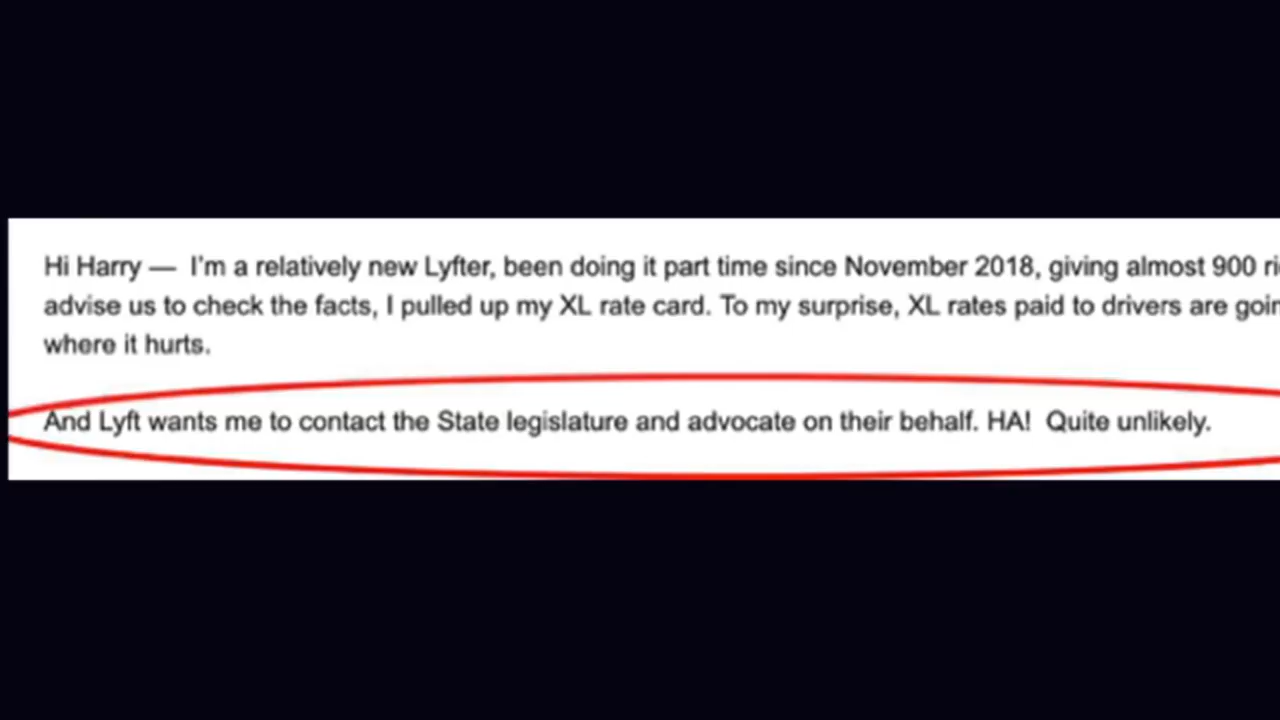 Hi Harry — I'm a relatively new Lyfter, been doing it part time since November 2018, giving almost 900
advise us to check the facts, I pulled up my XL rate card. To my surprise, XL rates paid to drivers are
where it hurts.
And Lyft wants me to contact the State legislature and advocate on their behalf. HA! Quite unlikely.